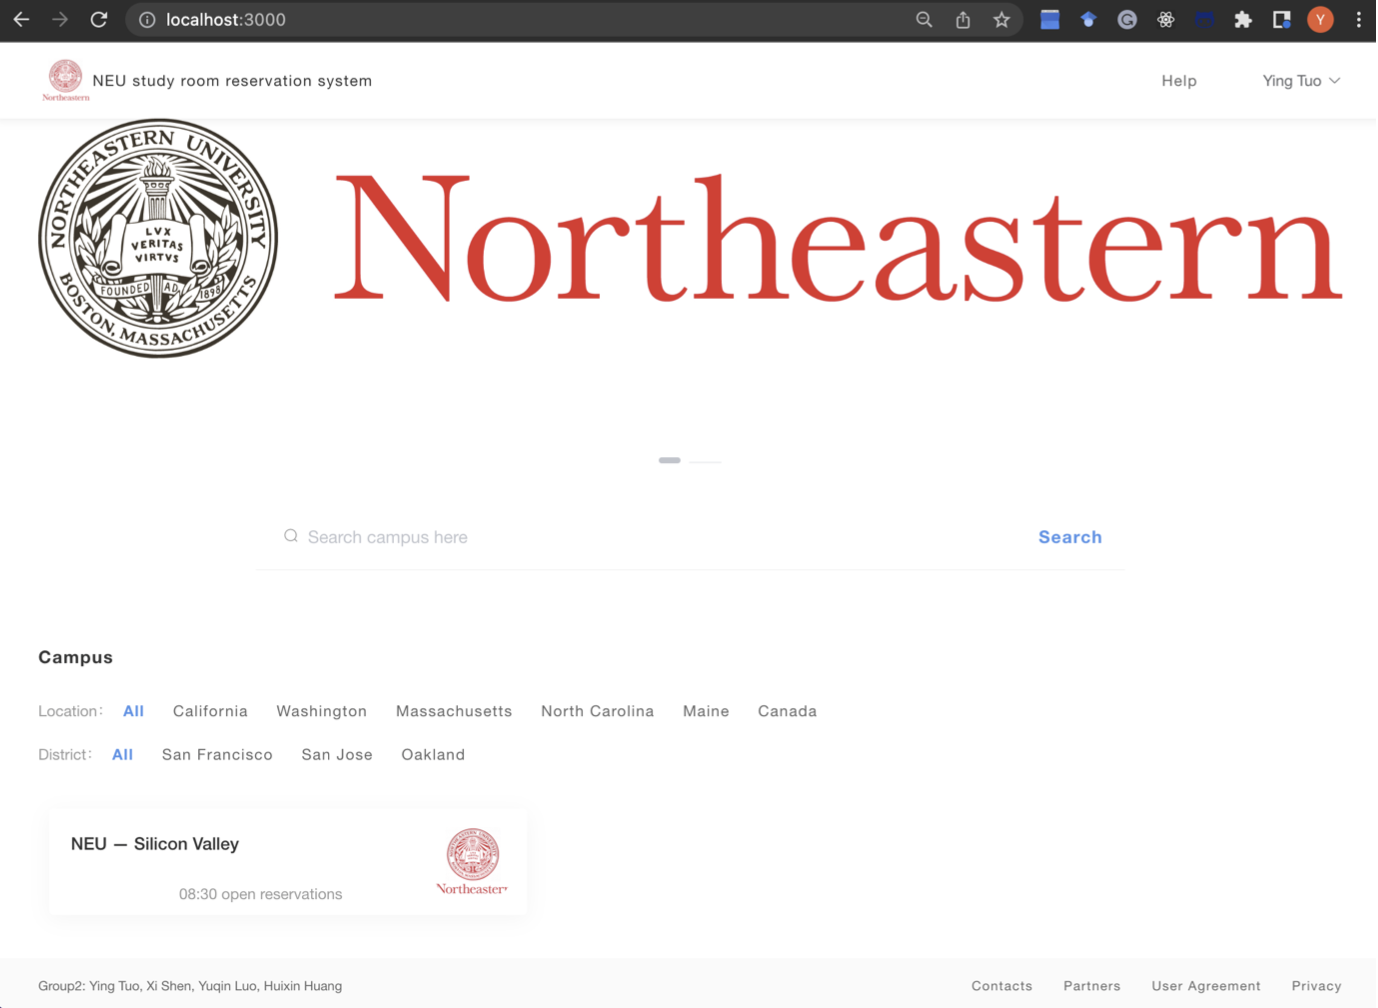 localhost:3000
Y
Northeastern
NEU study room reservation system
Help
Ying Tuo
NORTHEASTERN UNIVERSITY
LVX
VERITAS
VIRTVS
FOUNDED AD 1898
BOSTON, MASSACHUSETTS
Northeastern
Search campus here
Search
Campus
Location: All California Washington Massachusetts North Carolina Maine Canada
District: All San Francisco San Jose Oakland
NEU — Silicon Valley
08:30 open reservations
Northeastern
Group2: Ying Tuo, Xi Shen, Yuqin Luo, Huixin Huang
Contacts Partners User Agreement Privacy